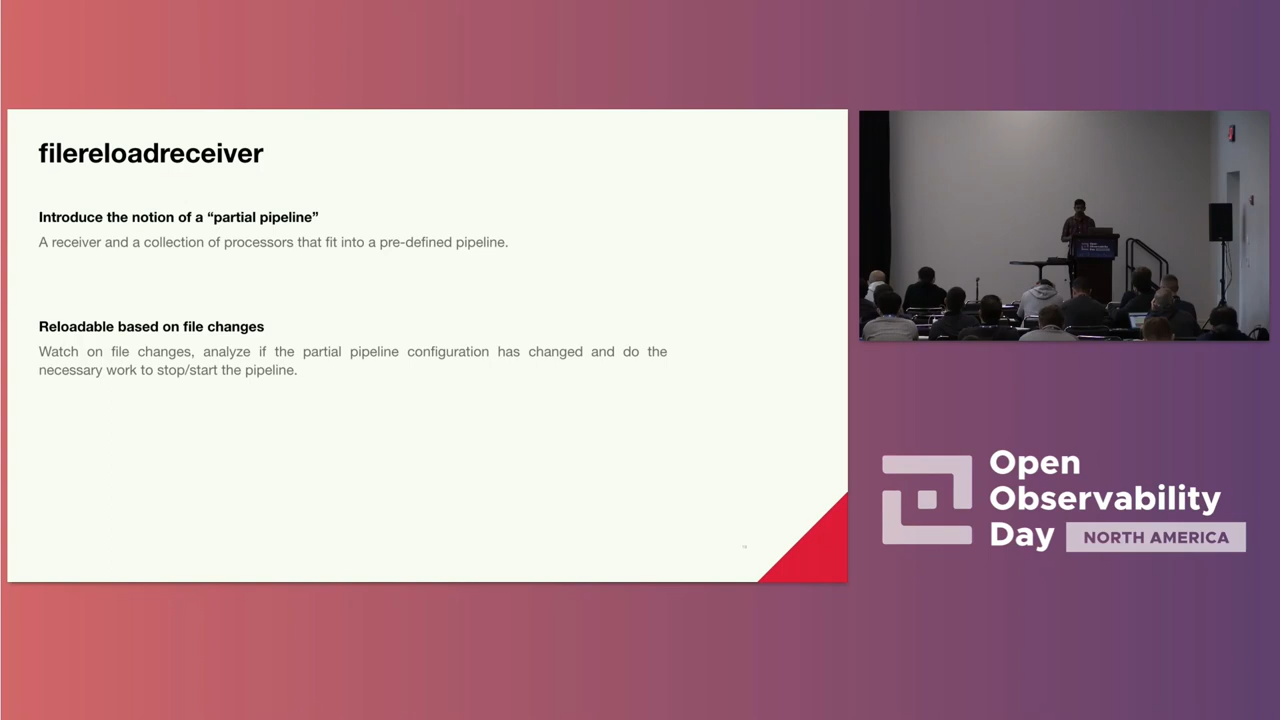 filereloadreceiver
Introduce the notion of a “partial pipeline”
A receiver and a collection of processors that fit into a pre-defined pipeline.
Reloadable based on file changes
Watch on file changes, analyze if the partial pipeline configuration has changed and do the
necessary work to stop/start the pipeline.
Open
Observability
Day NORTH AMERICA